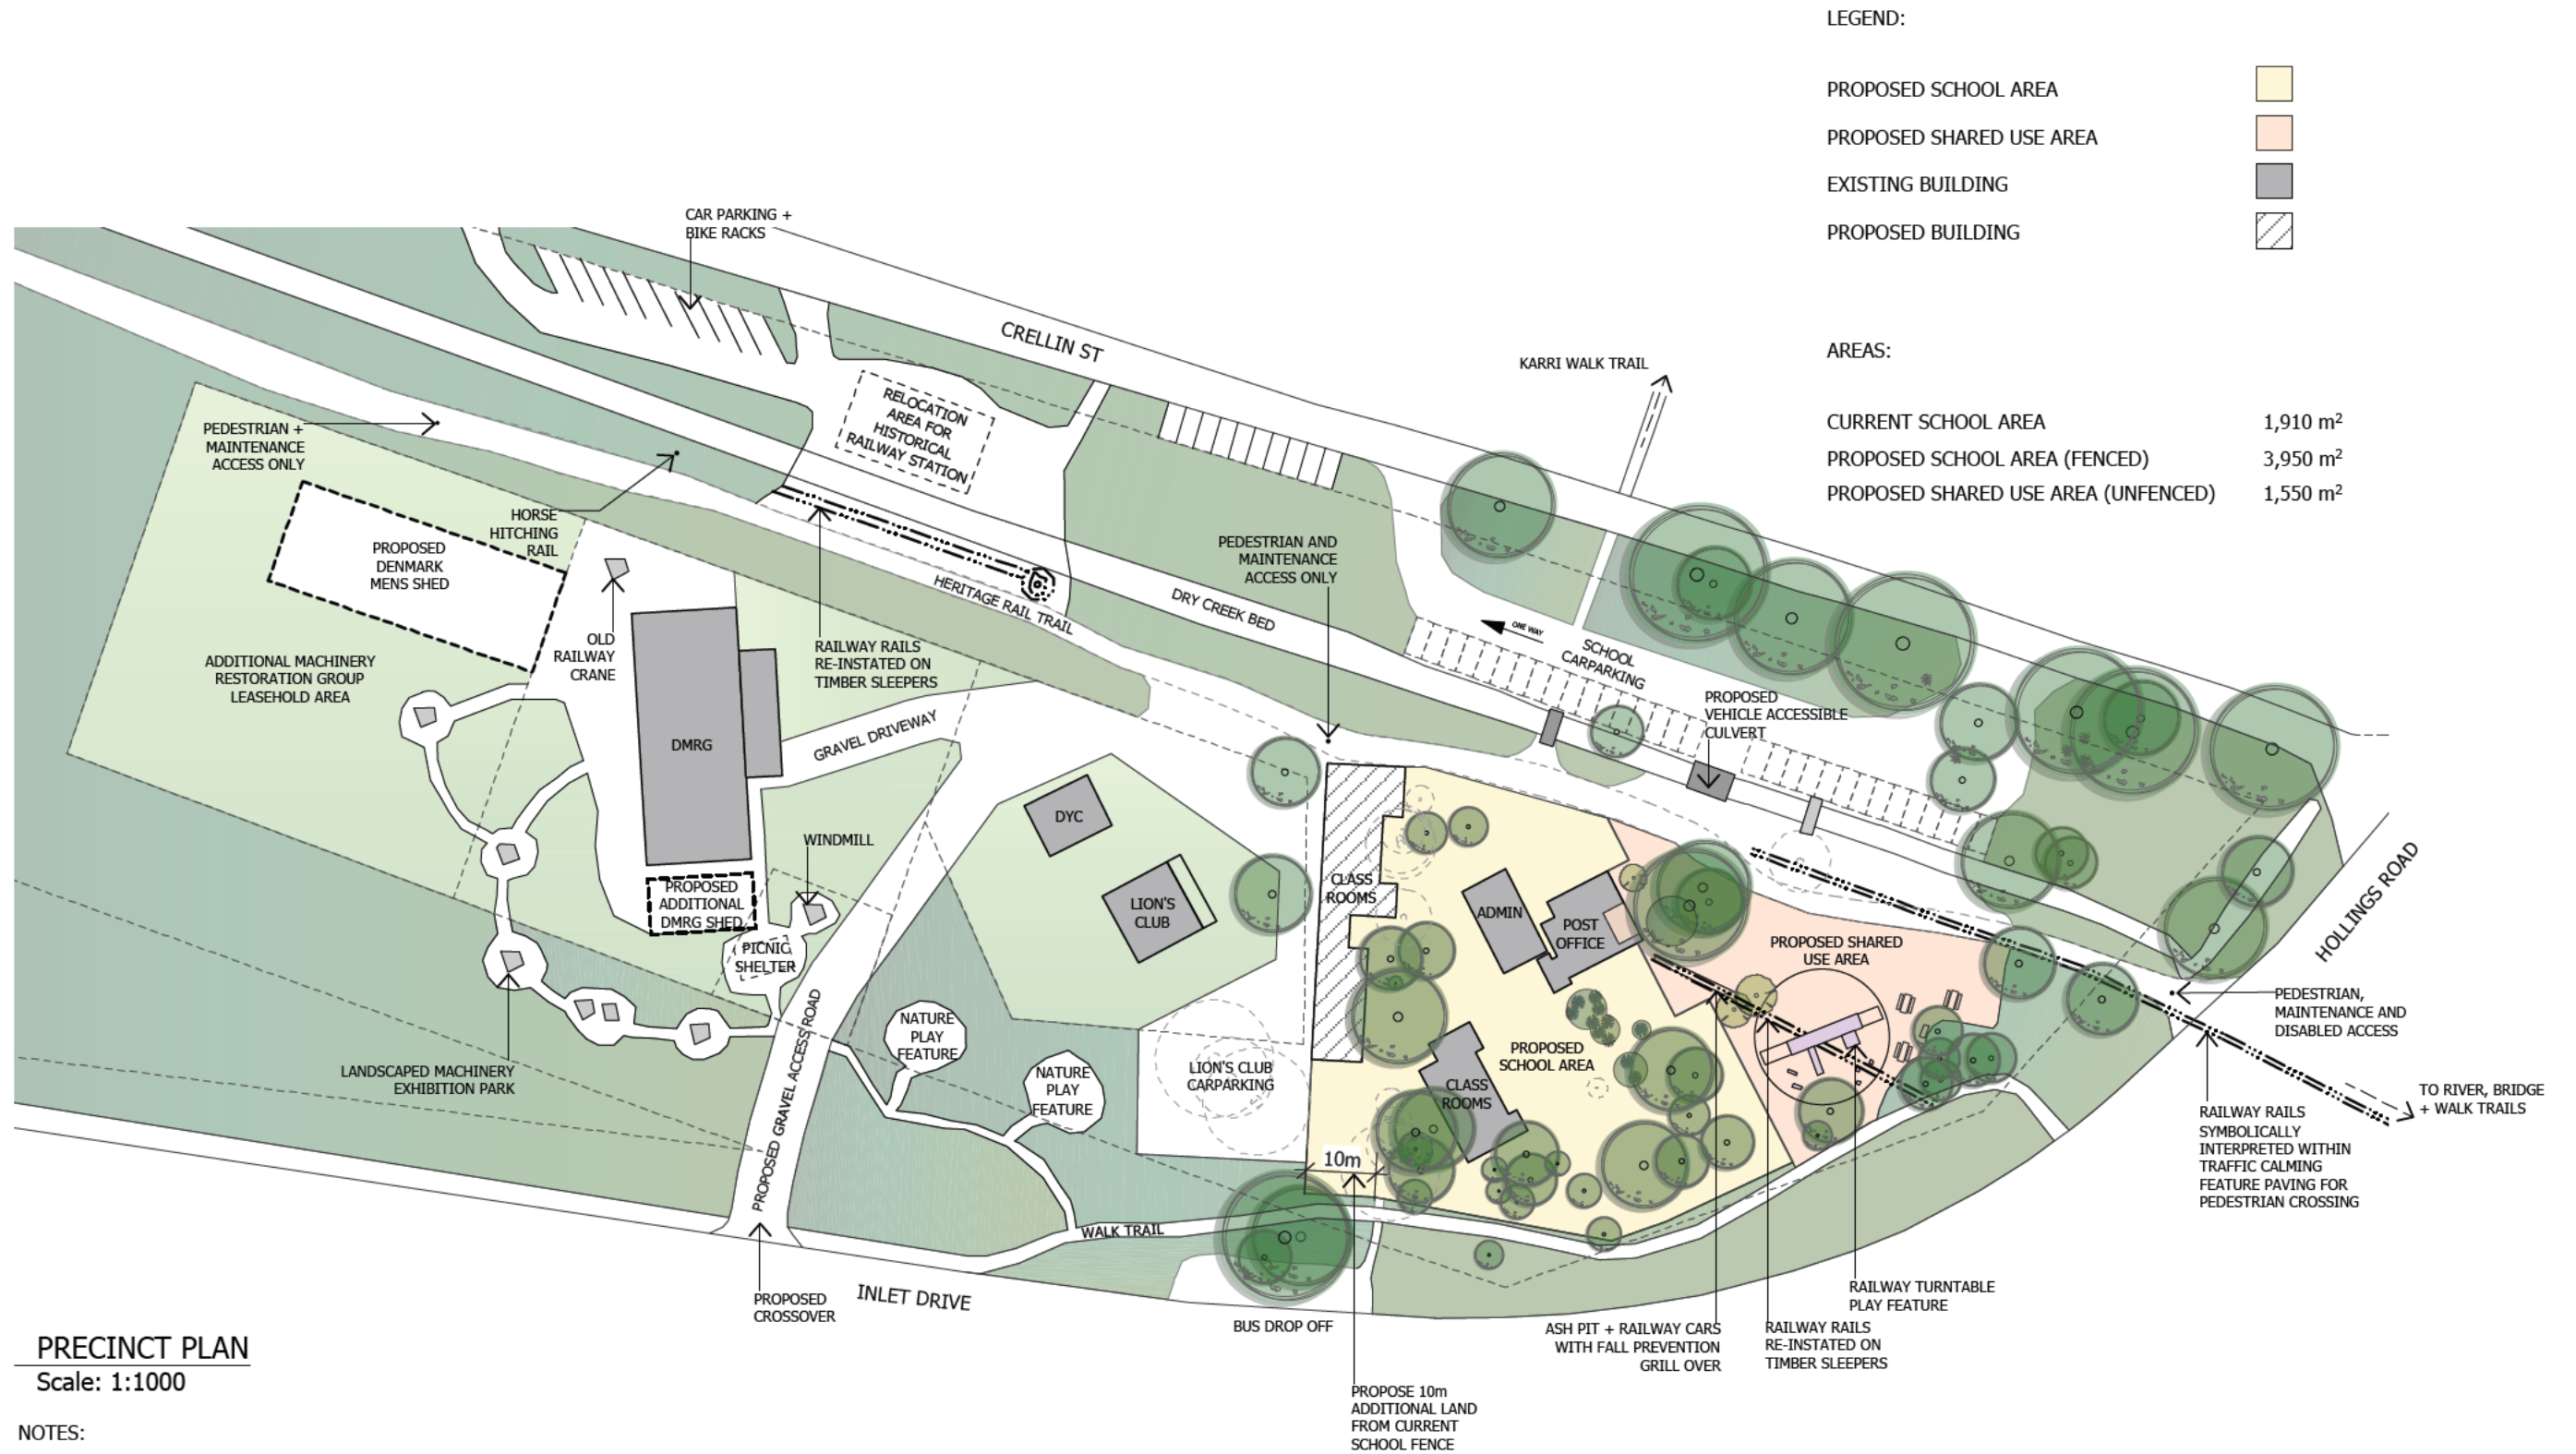 LEGEND:
PROPOSED SCHOOL AREA
PROPOSED SHARED USE AREA
EXISTING BUILDING
PROPOSED BUILDING
AREAS:
CURRENT SCHOOL AREA 1,910 m²
PROPOSED SCHOOL AREA (FENCED) 3,950 m²
PROPOSED SHARED USE AREA (UNFENCED) 1,550 m²
CAR PARKING +
BIKE RACKS
CRELLIN ST
KARRI WALK TRAIL
RELOCATION
AREA FOR
HISTORICAL
RAILWAY STATION
PEDESTRIAN +
MAINTENANCE
ACCESS ONLY
HORSE
HITCHING
RAIL
PROPOSED
DENMARK
MENS SHED
PEDESTRIAN AND
MAINTENANCE
ACCESS ONLY
HERITAGE RAIL TRAIL
DRY CREEK BED
ONE WAY
SCHOOL
CARPARKING
OLD
RAILWAY
CRANE
RAILWAY RAILS
RE-INSTATED ON
TIMBER SLEEPERS
ADDITIONAL MACHINERY
RESTORATION GROUP
LEASEHOLD AREA
PROPOSED
VEHICLE ACCESSIBLE
CULVERT
DMRG
GRAVEL DRIVEWAY
DYC
WINDMILL
LION'S
CLUB
CLASS
ROOMS
ADMIN
POST
OFFICE
PROPOSED
ADDITIONAL
DMRG SHED
PICNIC
SHELTER
PROPOSED SHARED
USE AREA
HOLLINGS ROAD
PEDESTRIAN,
MAINTENANCE AND
DISABLED ACCESS
NATURE
PLAY
FEATURE
NATURE
PLAY
FEATURE
LION'S CLUB
CARPARKING
PROPOSED
SCHOOL AREA
CLASS
ROOMS
LANDSCAPED MACHINERY
EXHIBITION PARK
PROPOSED GRAVEL ACCESS ROAD
TO RIVER, BRIDGE
+ WALK TRAILS
RAILWAY RAILS
SYMBOLICALLY
INTERPRETED WITHIN
TRAFFIC CALMING
FEATURE PAVING FOR
PEDESTRIAN CROSSING
10m
WALK TRAIL
PROPOSED
CROSSOVER
INLET DRIVE
BUS DROP OFF
RAILWAY TURNTABLE
PLAY FEATURE
ASH PIT + RAILWAY CARS
WITH FALL PREVENTION
GRILL OVER
RAILWAY RAILS
RE-INSTATED ON
TIMBER SLEEPERS
PROPOSE 10m
ADDITIONAL LAND
FROM CURRENT
SCHOOL FENCE
PRECINCT PLAN
Scale: 1:1000
NOTES: